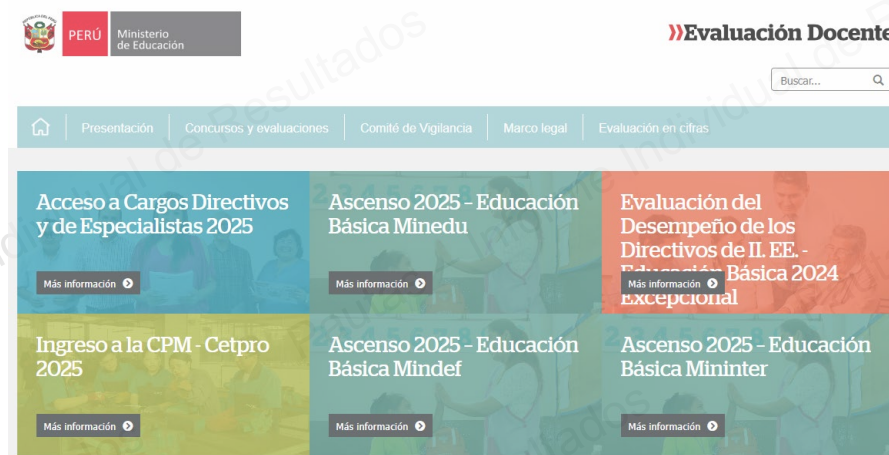 PERÚ
Ministerio
de Educación
»Evaluación Docente
Buscar...
Presentación
Concursos y evaluaciones
Comité de Vigilancia
Marco legal
Evaluación en cifras
Acceso a Cargos Directivos
y de Especialistas 2025
Más información
Ascenso 2025 - Educación
Básica Minedu
Más información
Evaluación del
Desempeño de los
Directivos de II. EE. -
Educación Básica 2024
Excepcional
Más información
Ingreso a la CPM - Cetpro
2025
Más información
Ascenso 2025 - Educación
Básica Mindef
Más información
Ascenso 2025 - Educación
Básica Mininter
Más información